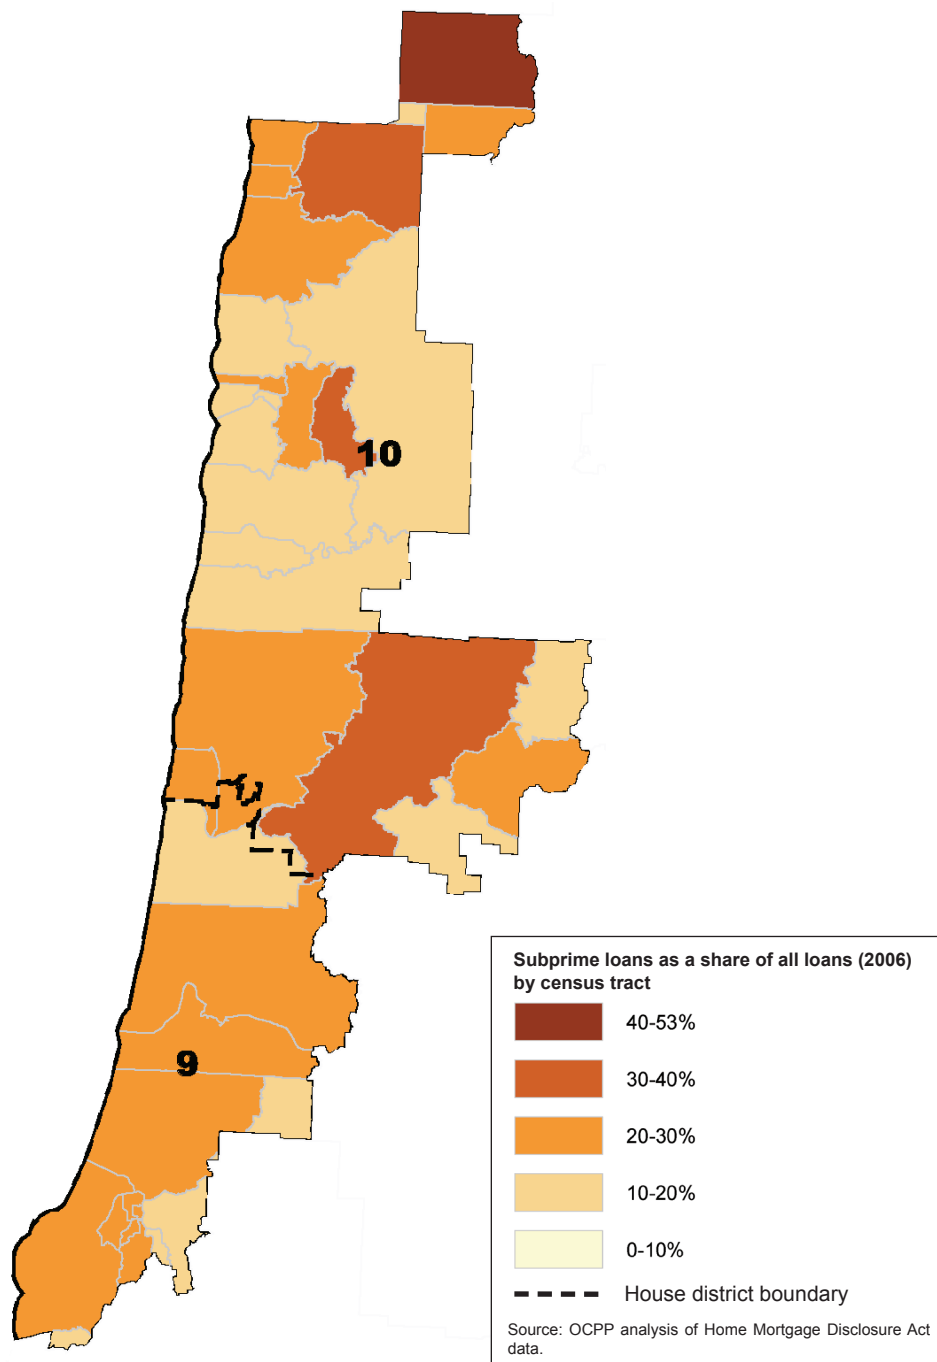 10
9
Subprime loans as a share of all loans (2006)
by census tract
40-53%
30-40%
20-30%
10-20%
0-10%
House district boundary
Source: OCPP analysis of Home Mortgage Disclosure Act
data.